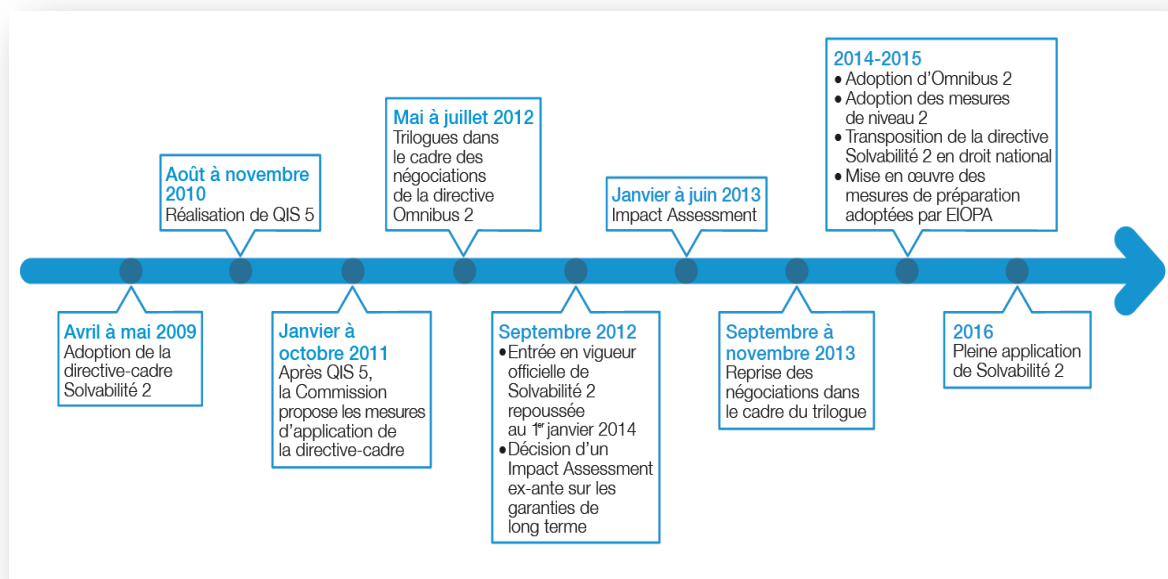 Avril à mai 2009
Adoption de la
directive-cadre
Solvabilité 2
Août à novembre
2010
Réalisation de QIS 5
Janvier à
octobre 2011
Après QIS 5,
la Commission
propose les mesures
d'application de
la directive-cadre
Mai à juillet 2012
Trilogues dans
le cadre des
négociations
de la directive
Omnibus 2
Septembre 2012
• Entrée en vigueur
officielle de
Solvabilité 2
repoussée
au 1er janvier 2014
• Décision d'un
Impact Assessment
ex-ante sur les
garanties de
long terme
Janvier à juin 2013
Impact Assessment
Septembre à
novembre 2013
Reprise des
négociations dans
le cadre du trilogue
2014-2015
• Adoption d'Omnibus 2
• Adoption des mesures
de niveau 2
• Transposition de la directive
Solvabilité 2 en droit national
• Mise en œuvre des
mesures de préparation
adoptées par EIOPA
2016
Pleine application
de Solvabilité 2